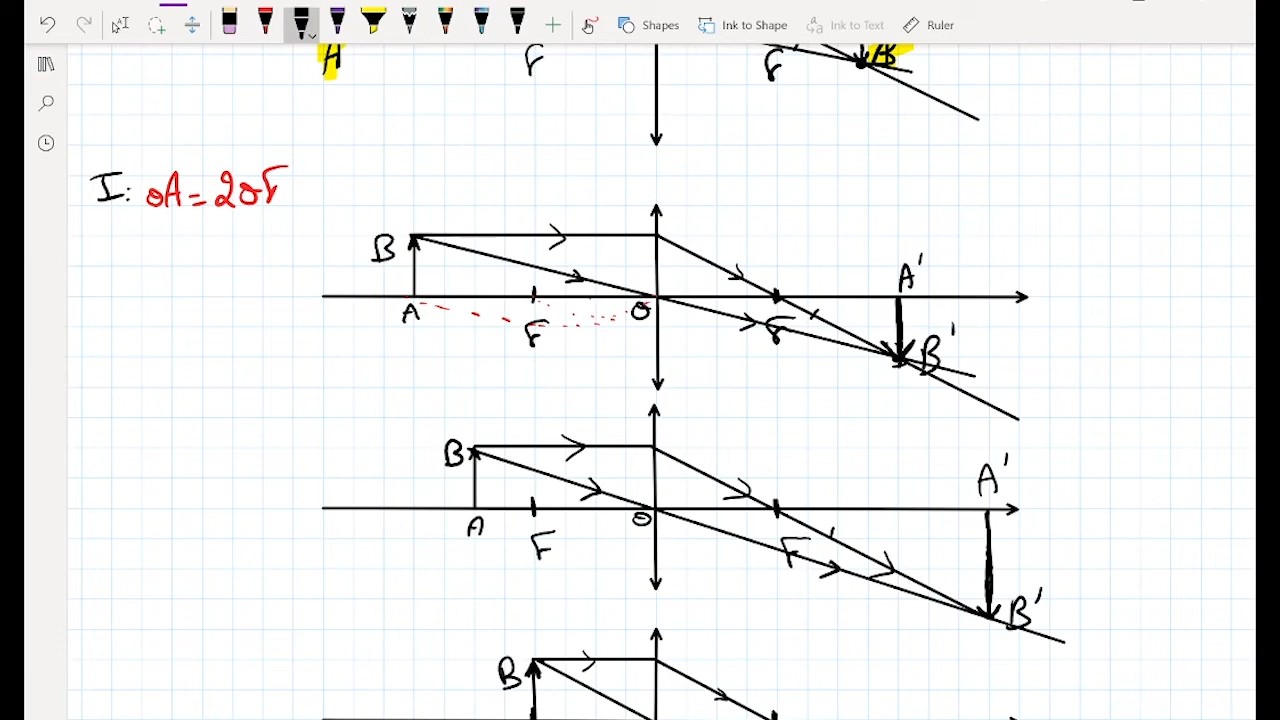 Shapes Ink to Shape Ink to Text Ruler
A F F' A'B'
I: OA = 2OF
B A'
A F O F' B'
B A'
A F O F' B'
B